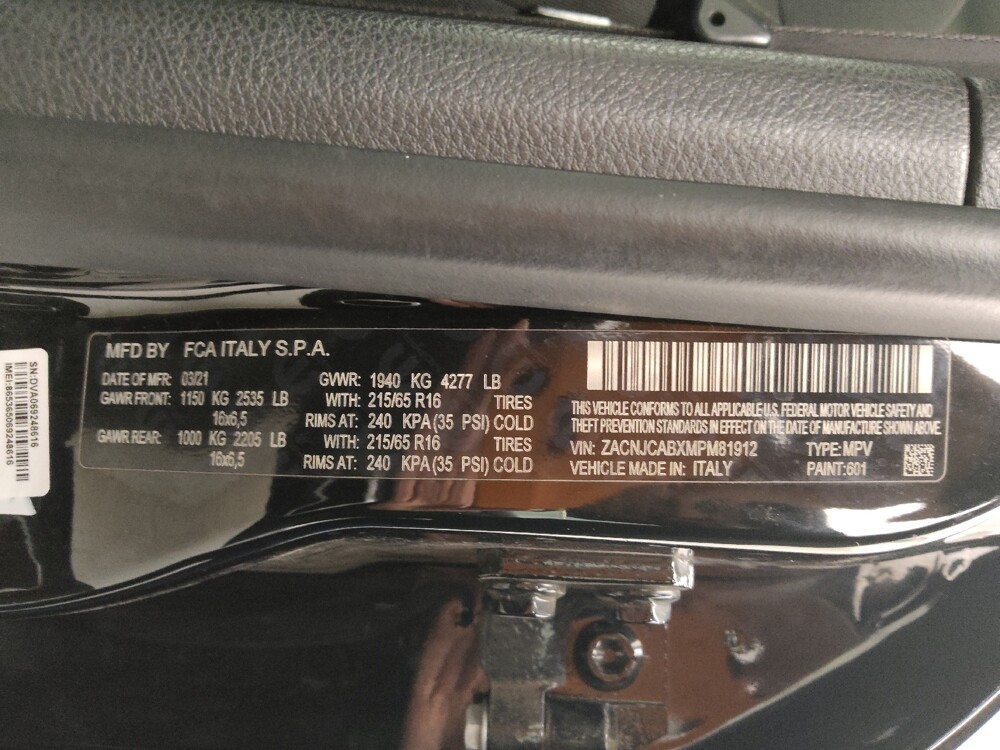 MFD BY FCA ITALY S.P.A.
DATE OF MFR: 03/21
GVWR: 1940 KG 4277 LB
GAWR FRONT: 1150 KG 2535 LB
WITH: 215/65 R16 TIRES
16x6,5
RIMS AT: 240 KPA (35 PSI) COLD
GAWR REAR: 1000 KG 2205 LB
WITH: 215/65 R16 TIRES
16x6,5
RIMS AT: 240 KPA (35 PSI) COLD
THIS VEHICLE CONFORMS TO ALL APPLICABLE U.S. FEDERAL MOTOR VEHICLE SAFETY AND
THEFT PREVENTION STANDARDS IN EFFECT ON THE DATE OF MANUFACTURE SHOWN ABOVE.
VIN: ZACNJCABXMPM81912 TYPE: MPV
VEHICLE MADE IN: ITALY PAINT: 601
SN:DVA069248616
IMEI:865365069248616